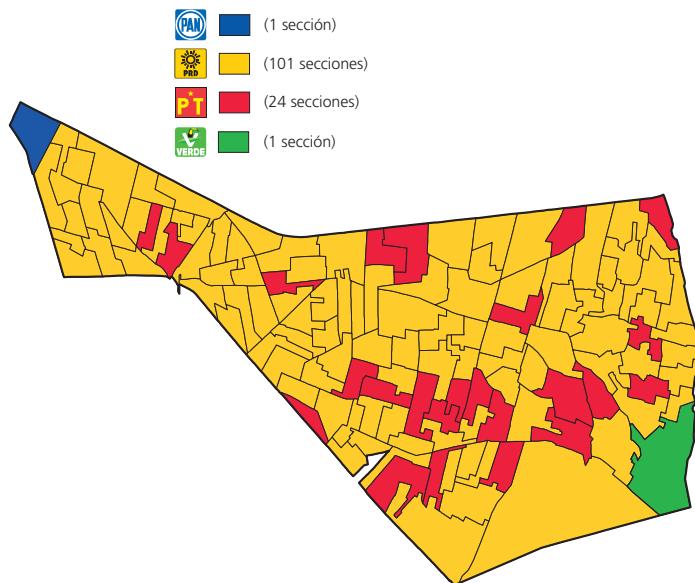 PAN (1 sección)
PRD (101 secciones)
PT (24 secciones)
VERDE (1 sección)